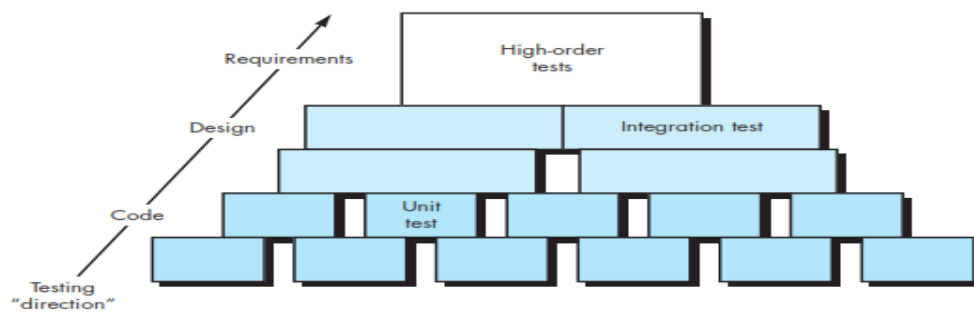 High-order
tests
Requirements
Design
Integration test
Code
Unit
test
Testing
“direction”